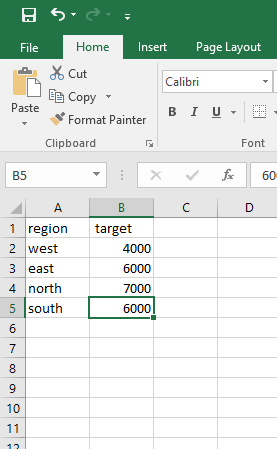 File Home Insert Page Layout
Cut
Copy
Paste
Format Painter
Calibri
B I U
Clipboard Font
B5 fx
A B C D
1 region target
2 west 4000
3 east 6000
4 north 7000
5 south 6000
6
7
8
9
10
11
12